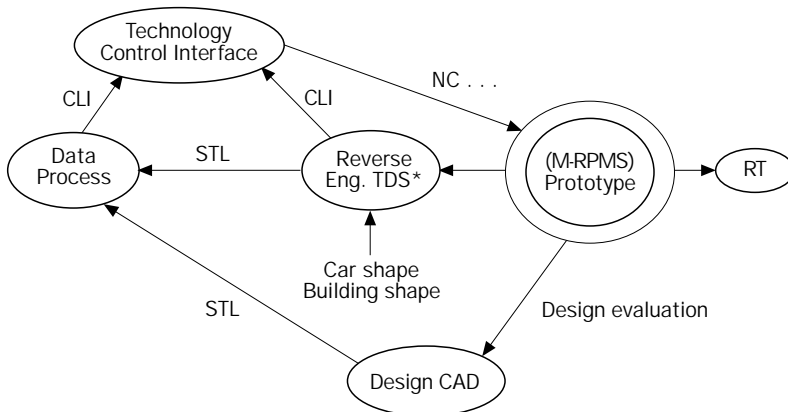 Technology
Control Interface
NC . . .
CLI
CLI
Data
Process
STL
Reverse
Eng. TDS*
(M-RPMS)
Prototype
RT
Car shape
Building shape
STL
Design evaluation
Design CAD